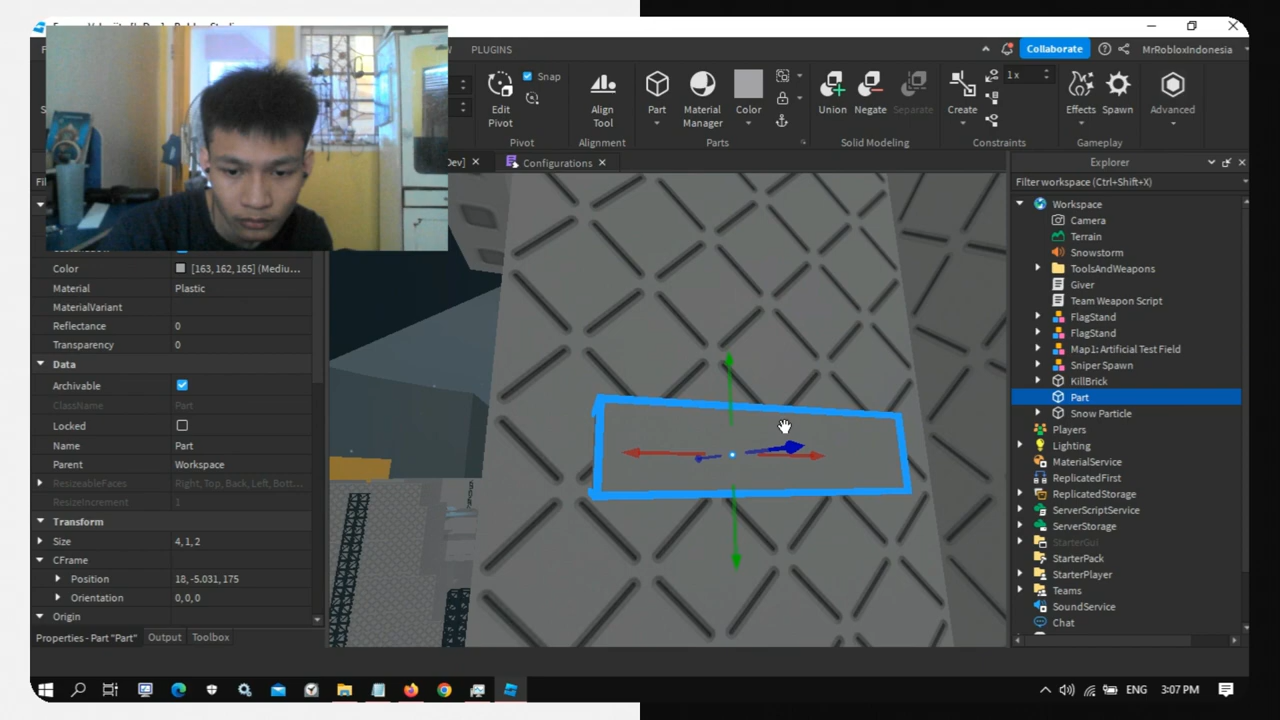 PLUGINS
Collaborate
MrRobloxIndonesia
Edit Pivot
Snap
Align Tool
Part
Material Manager
Color
Union
Negate
Separate
Create
1 x
Effects
Spawn
Advanced
Pivot
Alignment
Parts
Solid Modeling
Constraints
Gameplay
Dev]
Configurations
Explorer
Filter workspace (Ctrl+Shift+X)
Workspace
Camera
Terrain
Snowstorm
ToolsAndWeapons
Giver
Team Weapon Script
FlagStand
FlagStand
Map1: Artificial Test Field
Sniper Spawn
KillBrick
Part
Snow Particle
Players
Lighting
MaterialService
ReplicatedFirst
ReplicatedStorage
ServerScriptService
ServerStorage
StarterGui
StarterPack
StarterPlayer
Teams
SoundService
Chat
Color [163, 162, 165] (Mediu...
Material Plastic
MaterialVariant
Reflectance 0
Transparency 0
Data
Archivable
ClassName Part
Locked
Name Part
Parent Workspace
ResizeableFaces Right, Top, Back, Left, Bott...
ResizeIncrement 1
Transform
Size 4, 1, 2
CFrame
Position 18, -5.031, 175
Orientation 0, 0, 0
Origin
Properties - Part "Part"
Output
Toolbox
ENG
3:07 PM